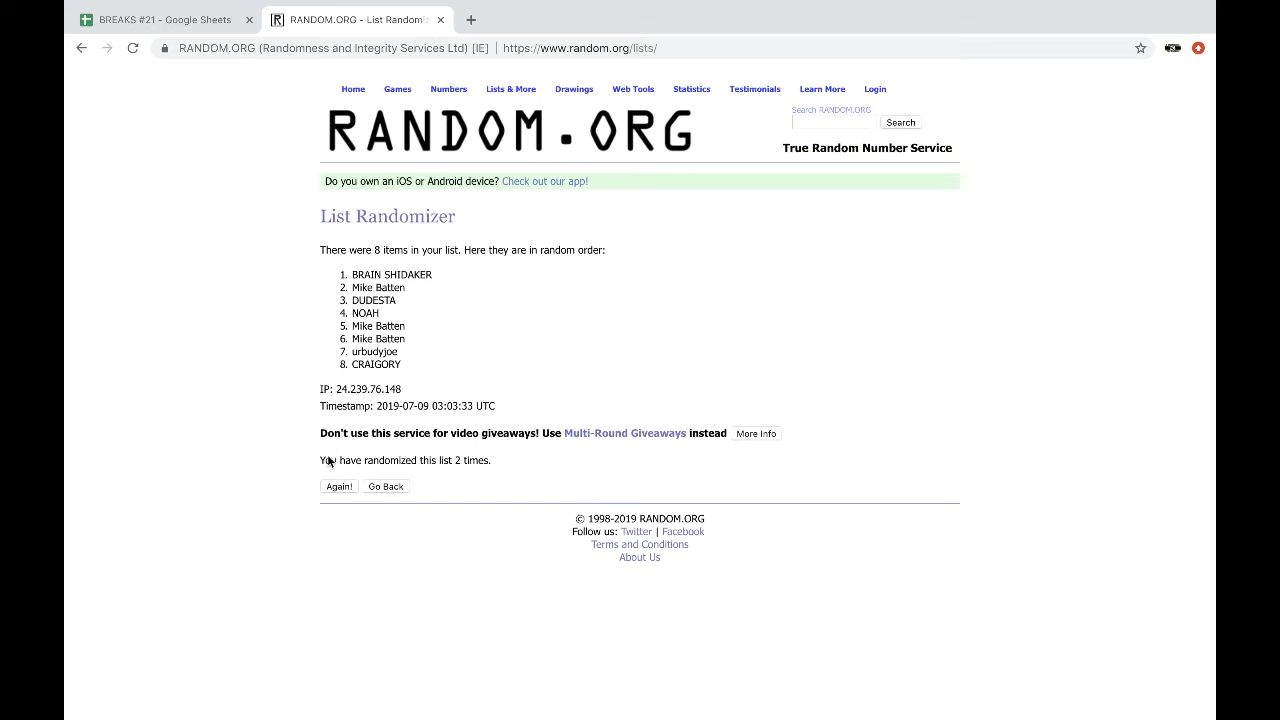 BREAKS #21 - Google Sheets
RANDOM.ORG - List Randomiz
RANDOM.ORG (Randomness and Integrity Services Ltd) [IE] | https://www.random.org/lists/
Home Games Numbers Lists & More Drawings Web Tools Statistics Testimonials Learn More Login
RANDOM.ORG
Search RANDOM.ORG
Search
True Random Number Service
Do you own an iOS or Android device? Check out our app!
List Randomizer
There were 8 items in your list. Here they are in random order:
1. BRAIN SHIDAKER
2. Mike Batten
3. DUDESTA
4. NOAH
5. Mike Batten
6. Mike Batten
7. urbudyjoe
8. CRAIGORY
IP: 24.239.76.148
Timestamp: 2019-07-09 03:03:33 UTC
Don't use this service for video giveaways! Use Multi-Round Giveaways instead More Info
You have randomized this list 2 times.
Again! Go Back
© 1998-2019 RANDOM.ORG
Follow us: Twitter | Facebook
Terms and Conditions
About Us